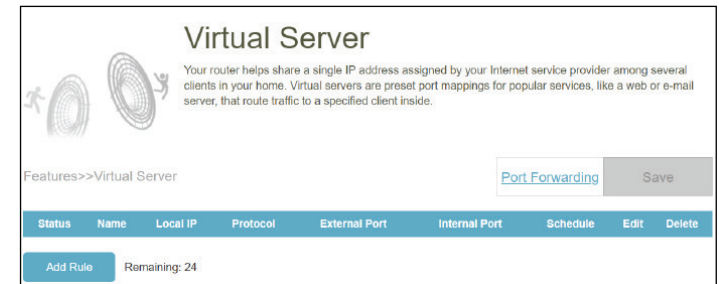 Virtual Server
Your router helps share a single IP address assigned by your Internet service provider among several
clients in your home. Virtual servers are preset port mappings for popular services, like a web or e-mail
server, that route traffic to a specified client inside.
Features>>Virtual Server
Port Forwarding
Save
Status Name Local IP Protocol External Port Internal Port Schedule Edit Delete
Add Rule
Remaining: 24